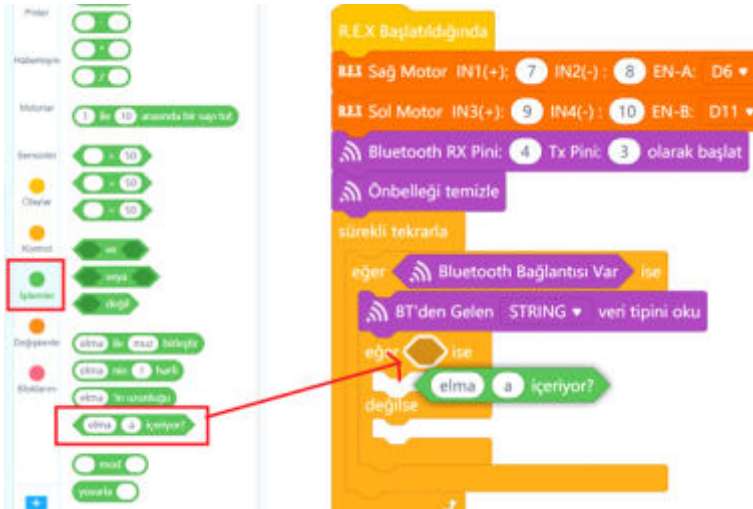 Pinler
Haberleşme
-
*
/
Motorlar
1 ile 10 arasında bir sayı tut
Sensörler
50
50
50
Olaylar
Kontrol
ve
veya
değil
İşlemler
Değişkenler
elma ile muz birleştir
elma nin 1 harfi
elma 'in uzunluğu
Bloklarım
elma a içeriyor?
mod
yuvarla
+
R.E.X Başlatıldığında
R.E.X Sağ Motor IN1(+): 7 IN2(-) : 8 EN-A: D6
R.E.X Sol Motor IN3(+): 9 IN4(-) : 10 EN-B: D11
Bluetooth RX Pini: 4 Tx Pini: 3 olarak başlat
Önbelleği temizle
sürekli tekrarla
eğer Bluetooth Bağlantısı Var ise
BT'den Gelen STRING veri tipini oku
eğer ise
elma a içeriyor?
değilse